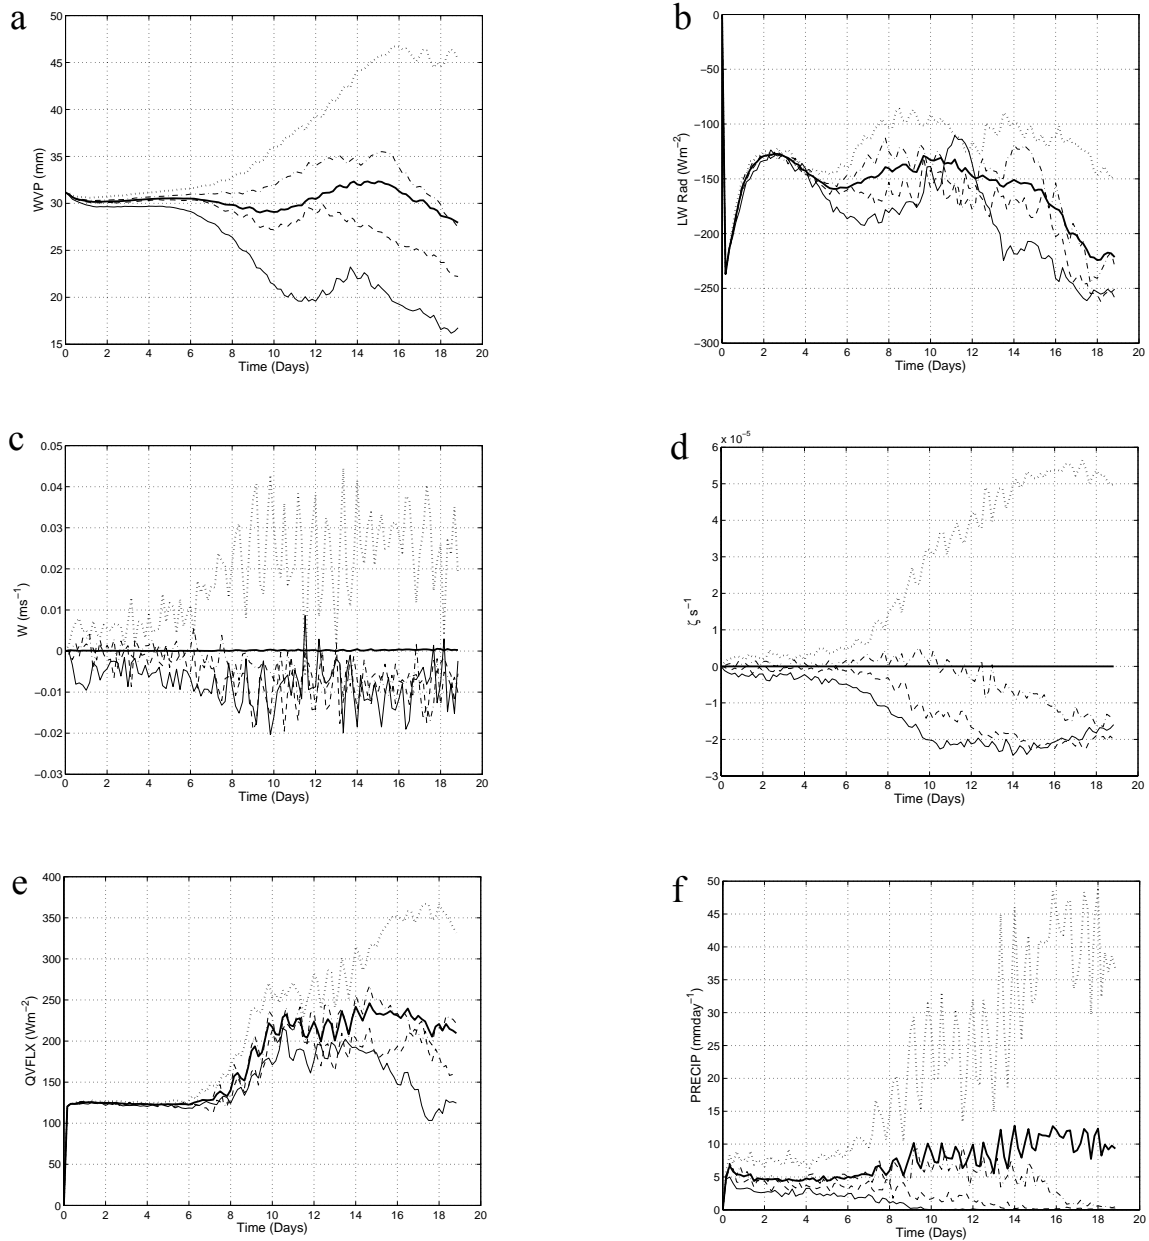 a
50
45
40
35
30
25
20
15
WVP (mm)
0 2 4 6 8 10 12 14 16 18 20
Time (Days)
b
0
−50
−100
−150
−200
−250
−300
LW Rad (Wm−2)
0 2 4 6 8 10 12 14 16 18 20
Time (Days)
c
0.05
0.04
0.03
0.02
0.01
0
−0.01
−0.02
−0.03
W (ms−1)
0 2 4 6 8 10 12 14 16 18 20
Time (Days)
d
x 10−5
6
5
4
3
2
1
0
−1
−2
−3
ζ s−1
0 2 4 6 8 10 12 14 16 18 20
Time (Days)
e
400
350
300
250
200
150
100
50
0
QVFLX (Wm−2)
0 2 4 6 8 10 12 14 16 18 20
Time (Days)
f
50
45
40
35
30
25
20
15
10
5
0
PRECIP (mmday−1)
0 2 4 6 8 10 12 14 16 18 20
Time (Days)